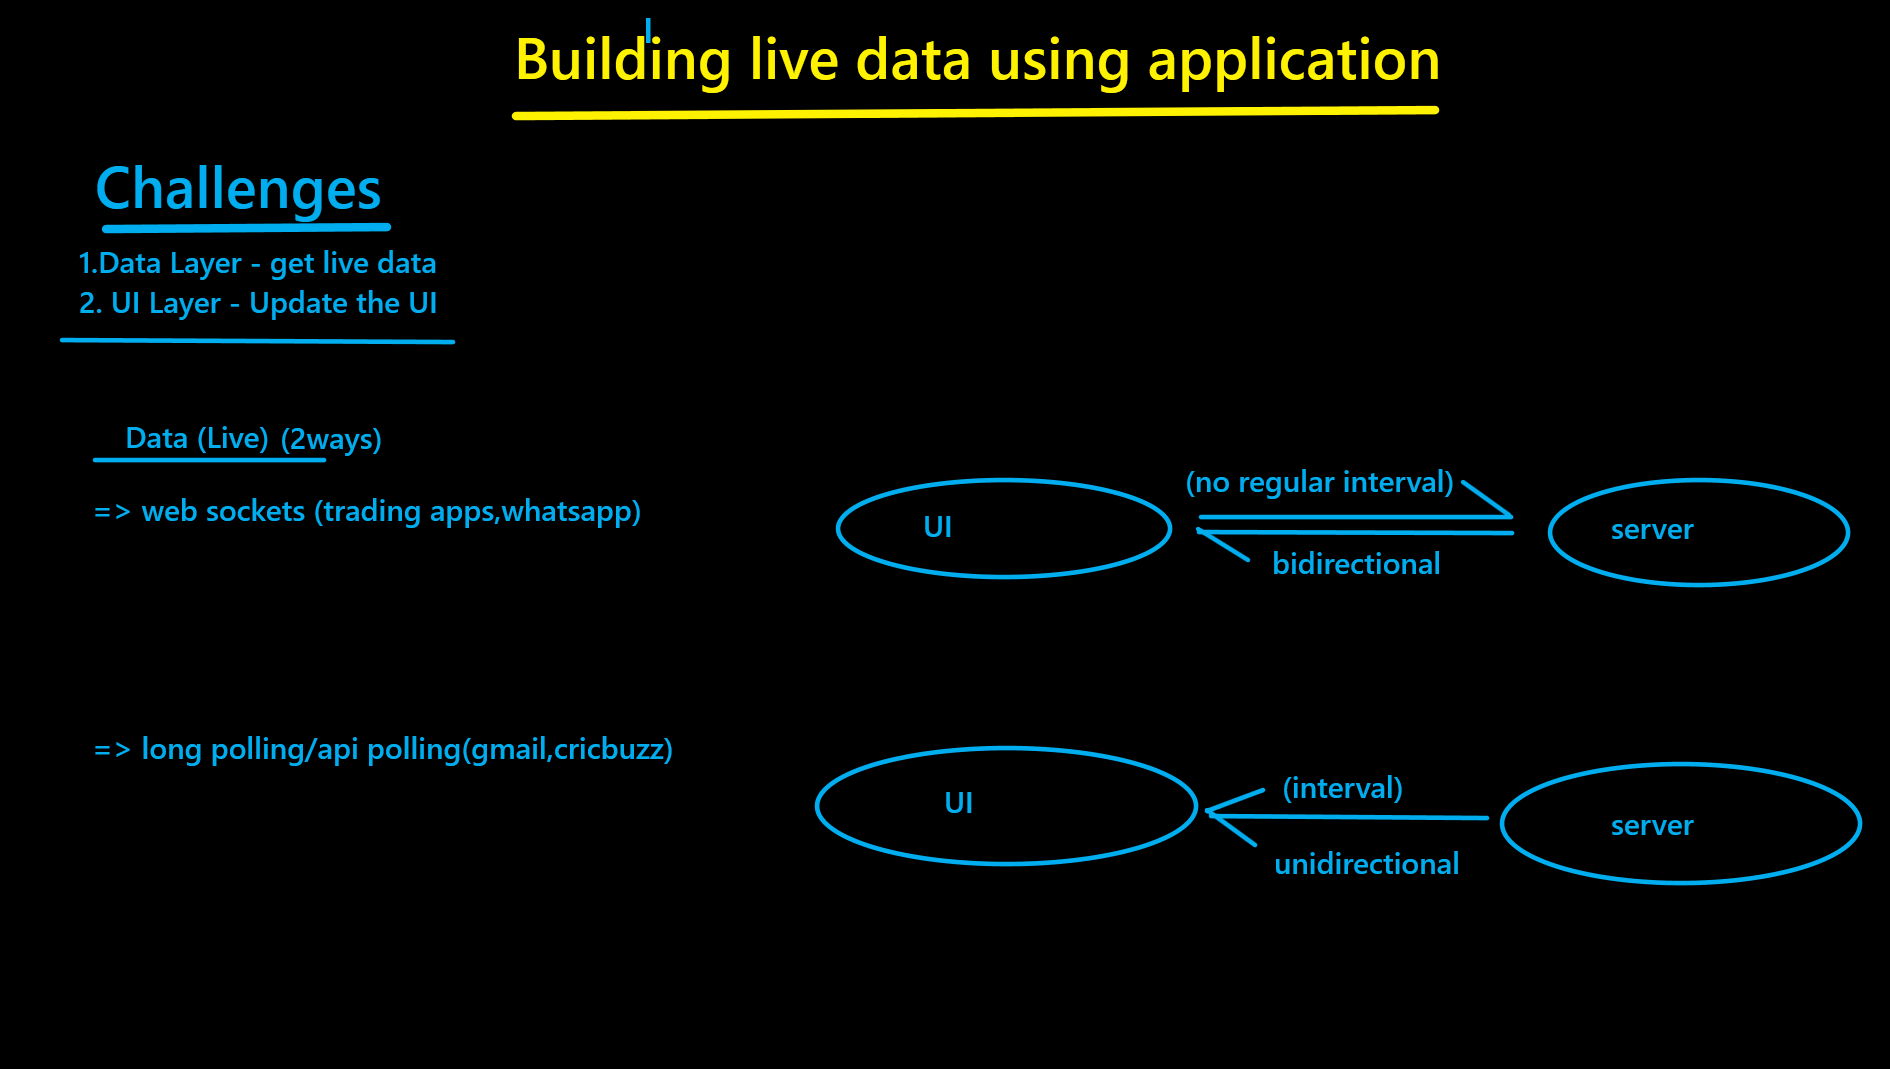 Building live data using application
Challenges
1.Data Layer - get live data
2. UI Layer - Update the UI
Data (Live) (2ways)
=> web sockets (trading apps,whatsapp)
UI
(no regular interval)
bidirectional
server
=> long polling/api polling(gmail,cricbuzz)
UI
(interval)
unidirectional
server